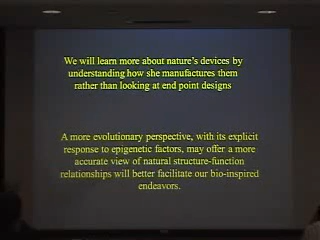 We will learn more about nature's devices by
understanding how she manufactures them
rather than looking at end point designs
A more evolutionary perspective, with its explicit
response to epigenetic factors, may offer a more
accurate view of natural structure-function
relationships will better facilitate our bio-inspired
endeavors.